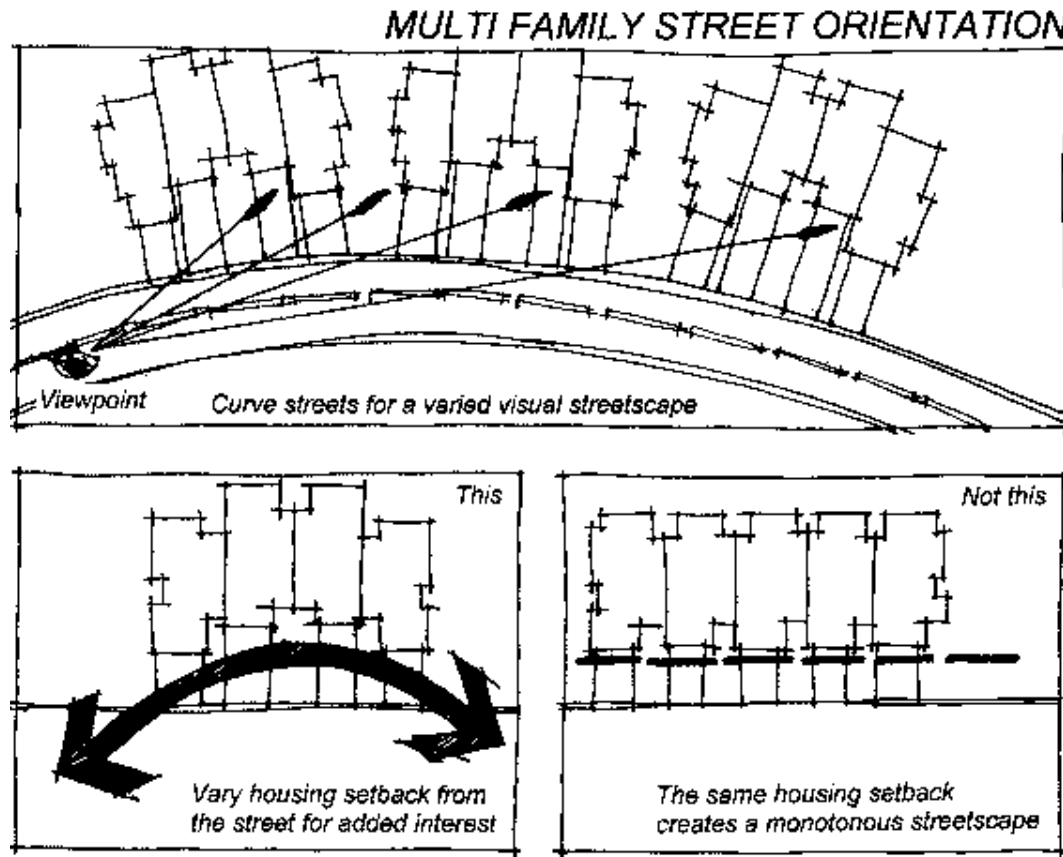 MULTI FAMILY STREET ORIENTATION
Viewpoint
Curve streets for a varied visual streetscape
This
Vary housing setback from
the street for added interest
Not this
The same housing setback
creates a monotonous streetscape